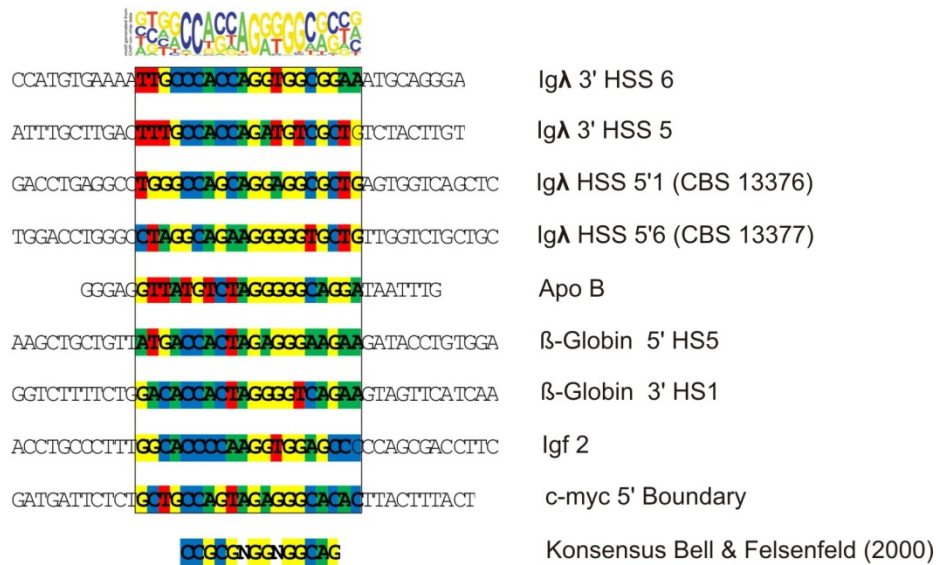 CCATGTGAAAATTGCCCACCAGGTGGCGGAAATGCAGGGA Igλ 3' HSS 6
ATTTGCTTGACTTTGCCACCAGATGTCGCTGTCTACTTGT Igλ 3' HSS 5
GACCTGAGGCCTGGGCCAGCAGGAGGCGCTGAGTGGTCAGCTC Igλ HSS 5'1 (CBS 13376)
TGGACCTGGGCCTAGGCAGAAGGGGGTGCTGTTGGTCTGCTGC Igλ HSS 5'6 (CBS 13377)
GGGAGGTTATGTCTAGGGGGCAGGATAATTTG Apo B
AAGCTGCTGTTATGACCACTAGAGGGAAGAAGATACCTGTGGA ß-Globin 5' HS5
GGTCTTTTCTGGACACCACTAGGGGTCAGAAGTAGTTCATCAA ß-Globin 3' HS1
ACCTGCCCTTTGGCACCCCAAGGTGGAGCCCCCAGCGACCTTC Igf 2
GATGATTCTCTGCTGCCAGTAGAGGGCACACTTACTTTACT c-myc 5' Boundary
CCGCGNGGNGGCAG Konsensus Bell & Felsenfeld (2000)